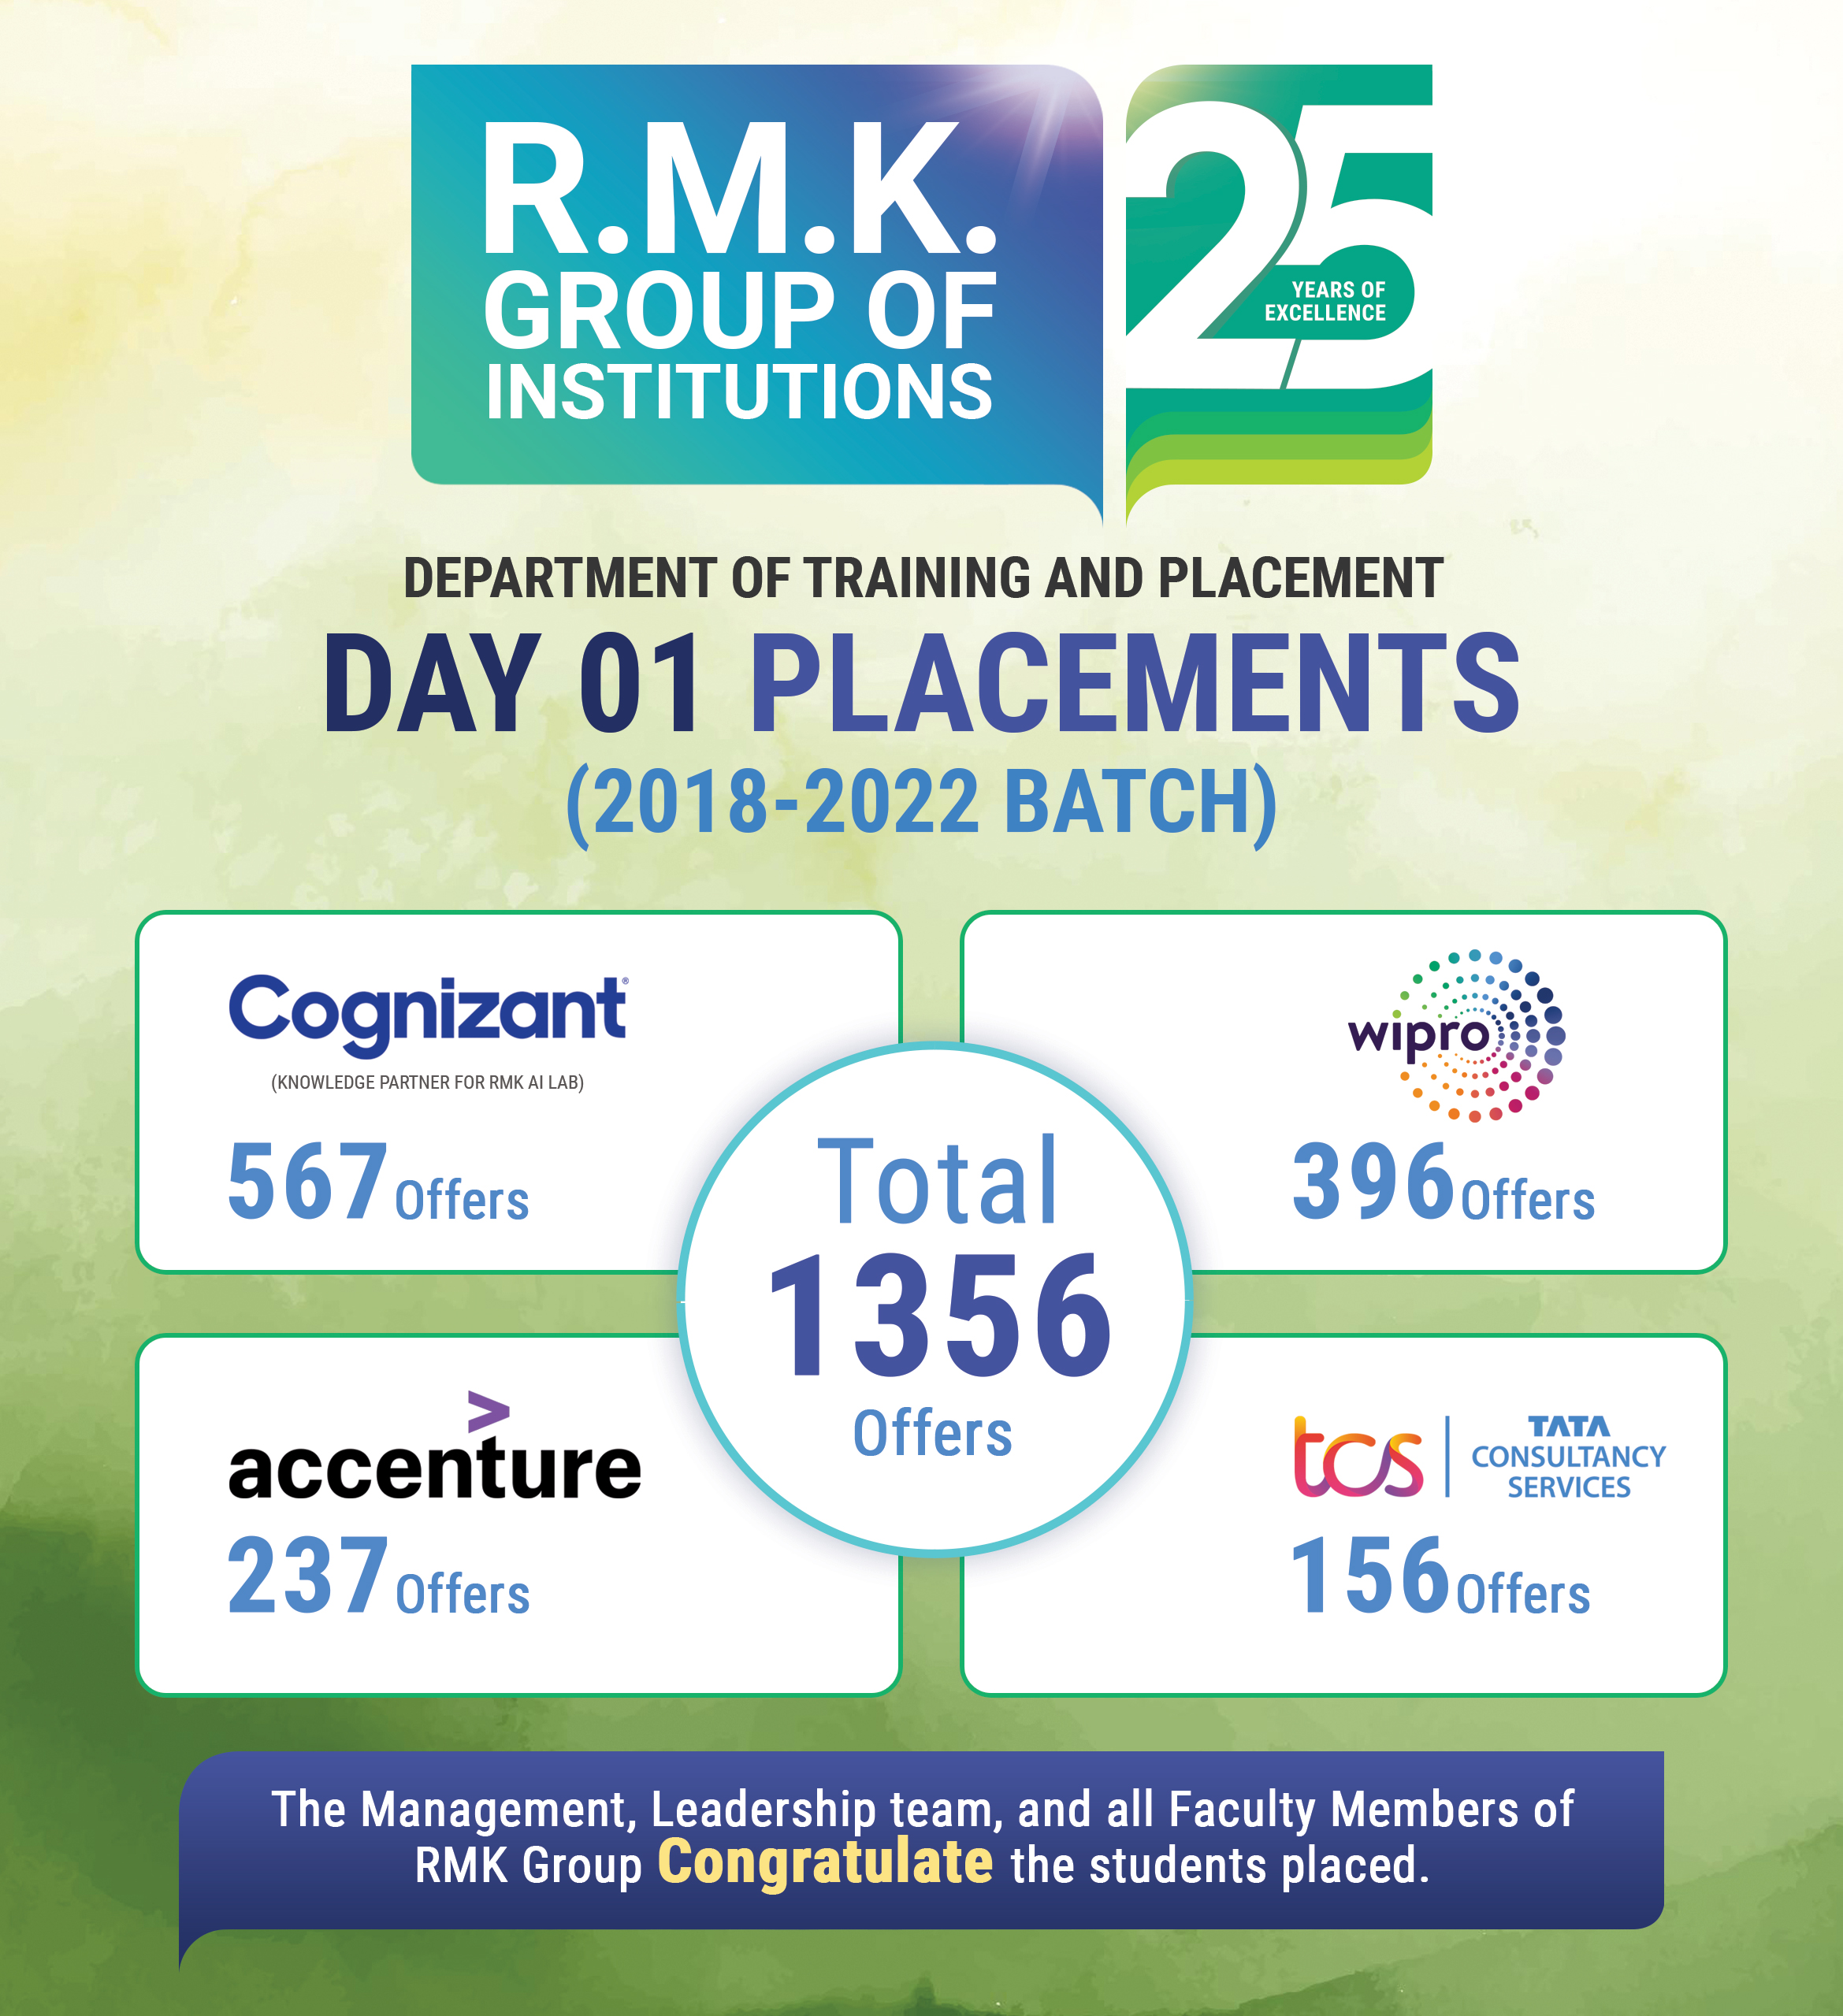 R.M.K.
GROUP OF
INSTITUTIONS
25
YEARS OF
EXCELLENCE
DEPARTMENT OF TRAINING AND PLACEMENT
DAY 01 PLACEMENTS
(2018-2022 BATCH)
Cognizant®
(KNOWLEDGE PARTNER FOR RMK AI LAB)
567 Offers
wipro
396 Offers
Total
1356
Offers
accenture
237 Offers
tcs
TATA
CONSULTANCY
SERVICES
156 Offers
The Management, Leadership team, and all Faculty Members of
RMK Group Congratulate the students placed.